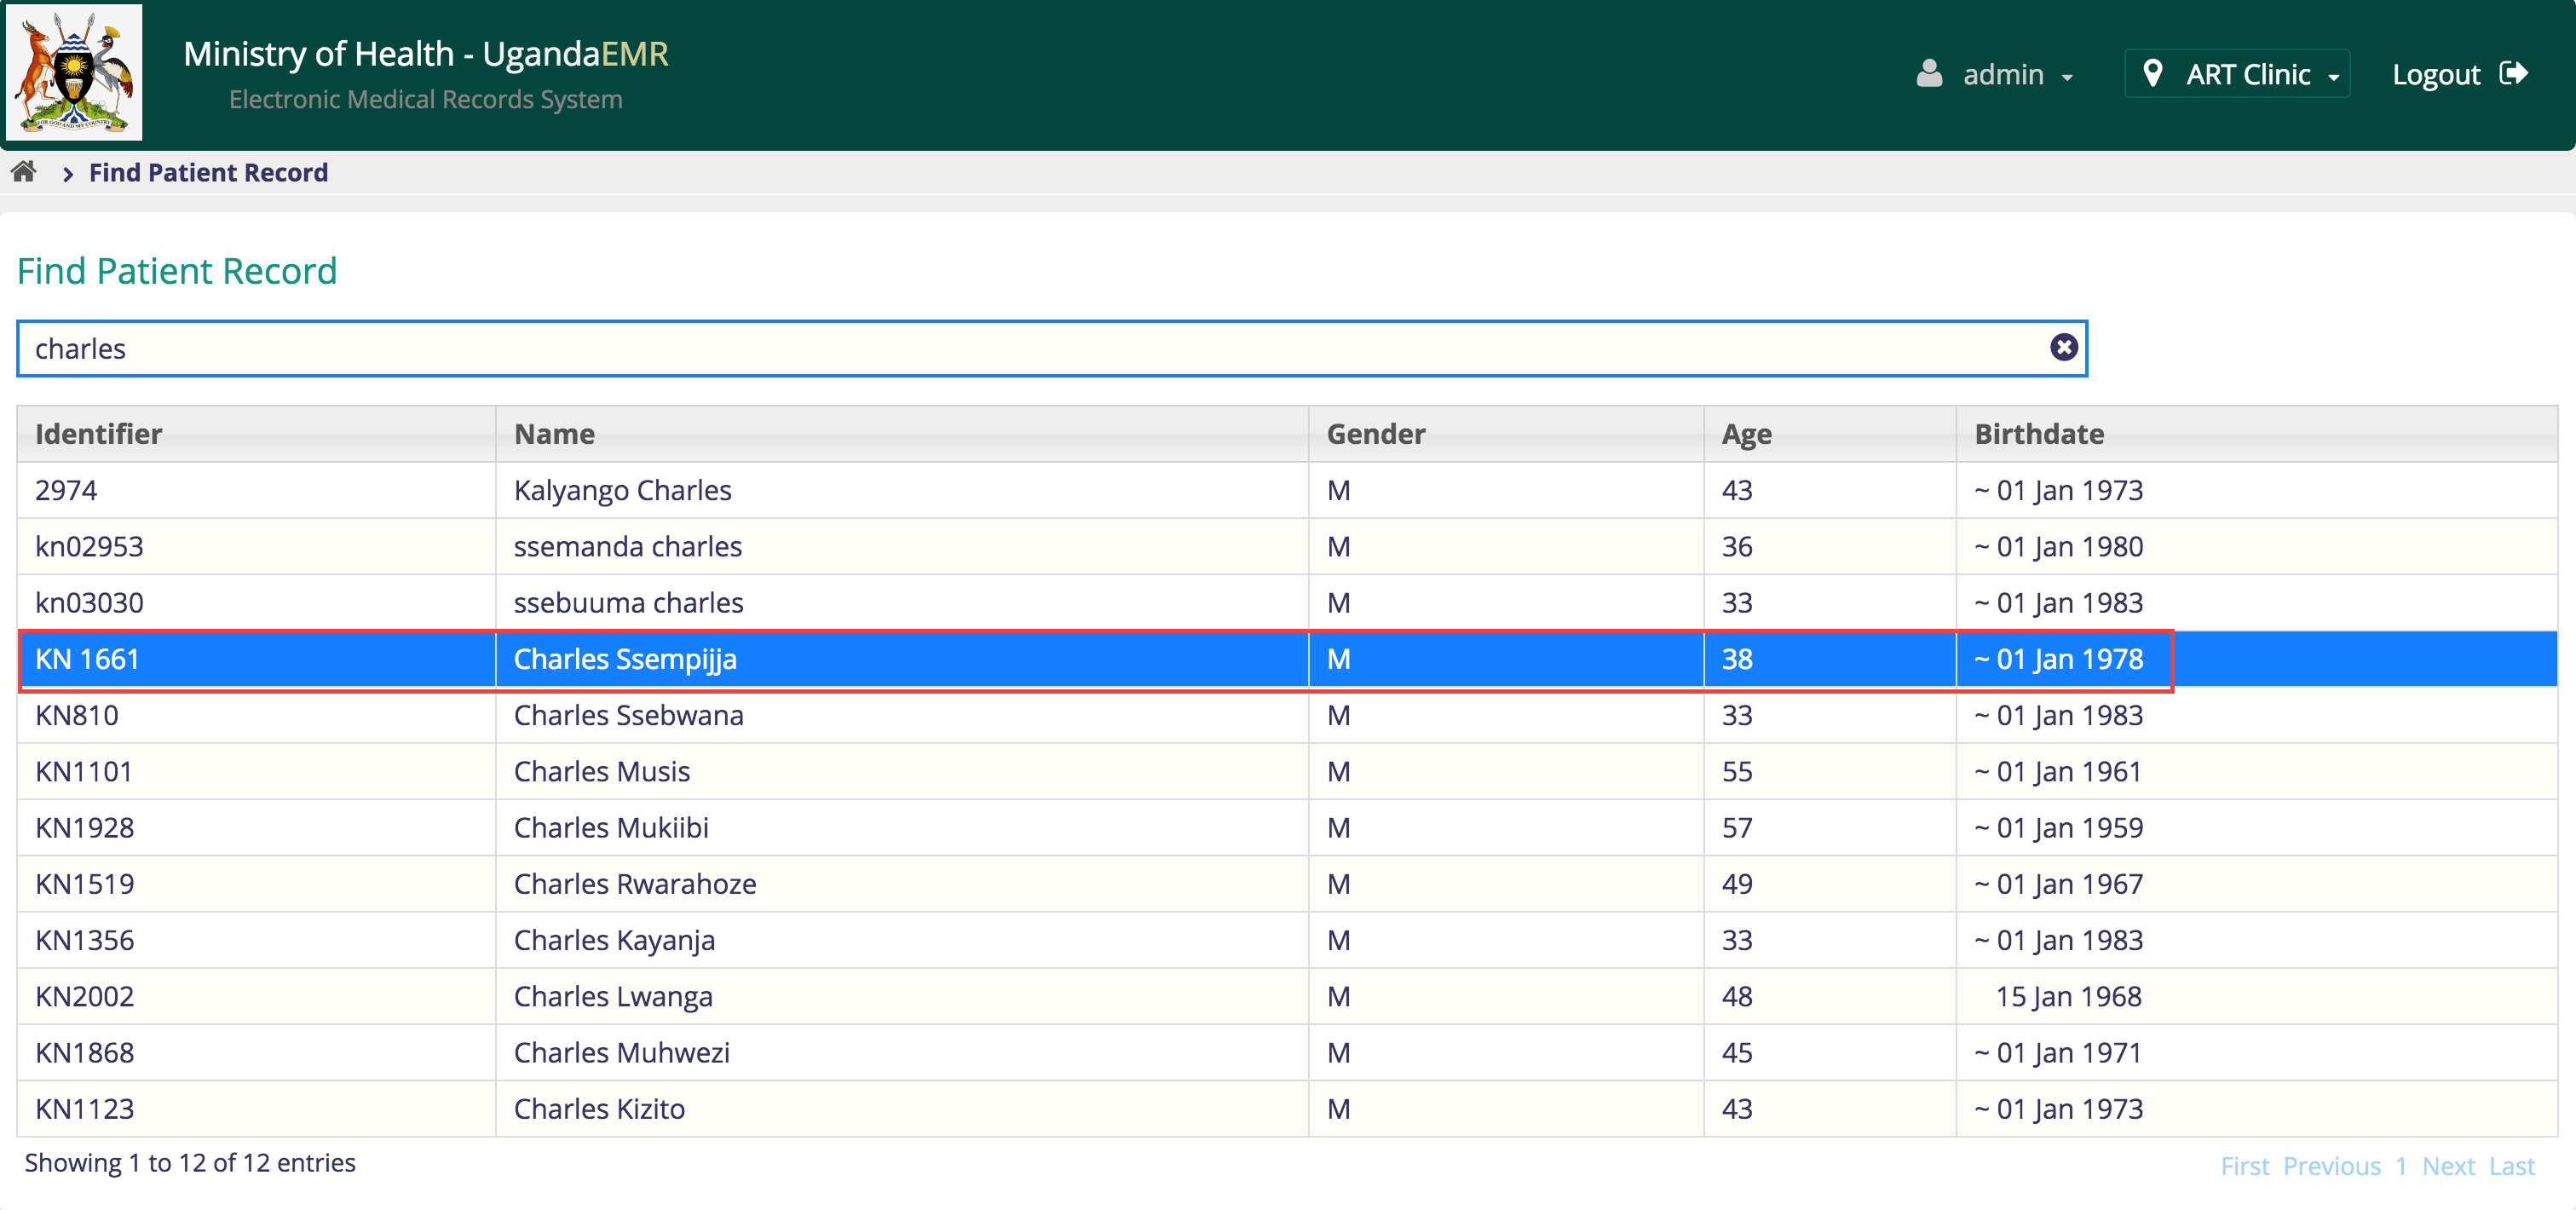 Ministry of Health - UgandaEMR
Electronic Medical Records System
admin
ART Clinic
Logout
FOR GOD AND MY COUNTRY
Find Patient Record
Find Patient Record
charles
Identifier Name Gender Age Birthdate
2974 Kalyango Charles M 43 ~ 01 Jan 1973
kn02953 ssemanda charles M 36 ~ 01 Jan 1980
kn03030 ssebuuma charles M 33 ~ 01 Jan 1983
KN 1661 Charles Ssempijja M 38 ~ 01 Jan 1978
KN810 Charles Ssebwana M 33 ~ 01 Jan 1983
KN1101 Charles Musis M 55 ~ 01 Jan 1961
KN1928 Charles Mukiibi M 57 ~ 01 Jan 1959
KN1519 Charles Rwarahoze M 49 ~ 01 Jan 1967
KN1356 Charles Kayanja M 33 ~ 01 Jan 1983
KN2002 Charles Lwanga M 48 15 Jan 1968
KN1868 Charles Muhwezi M 45 ~ 01 Jan 1971
KN1123 Charles Kizito M 43 ~ 01 Jan 1973
Showing 1 to 12 of 12 entries
First Previous 1 Next Last